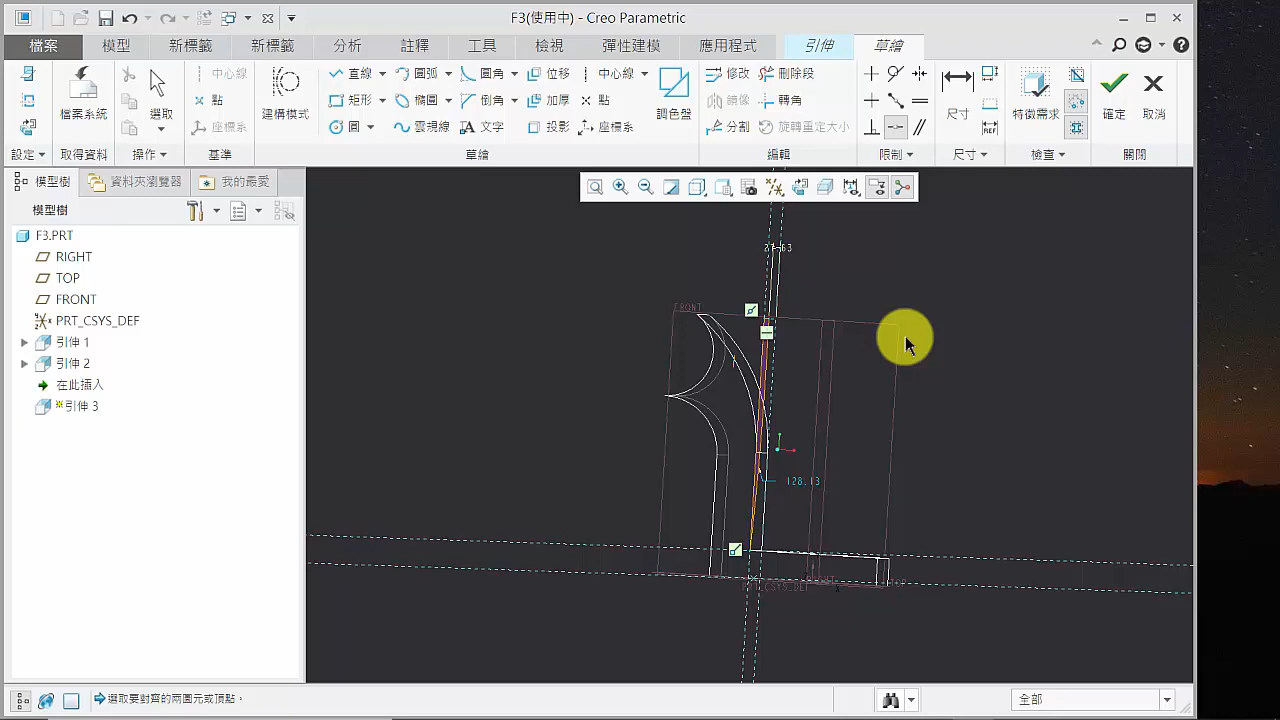 F3(使用中) - Creo Parametric
檔案 模型 新標籤 新標籤 分析 註釋 工具 檢視 彈性建模 應用程式 引伸 草繪
檔案系統 選取 中心線 點 座標系 建構模式
直線 圓弧 圓角 位移 中心線
矩形 橢圓 倒角 加厚 點
圓 雲規線 文字 投影 座標系
調色盤
修改 刪除段
鏡像 轉角
分割 旋轉重定大小
尺寸 REF 特徵需求 確定 取消
設定 取得資料 操作 基準 草繪 編輯 限制 尺寸 檢查 關閉
模型樹 資料夾瀏覽器 我的最愛
模型樹
F3.PRT
RIGHT
TOP
FRONT
PRT_CSYS_DEF
引伸 1
引伸 2
在此插入
引伸 3
FRONT
128.13
PRT_CSYS_DEF
TOP
選取要對齊的兩圖元或頂點。
全部